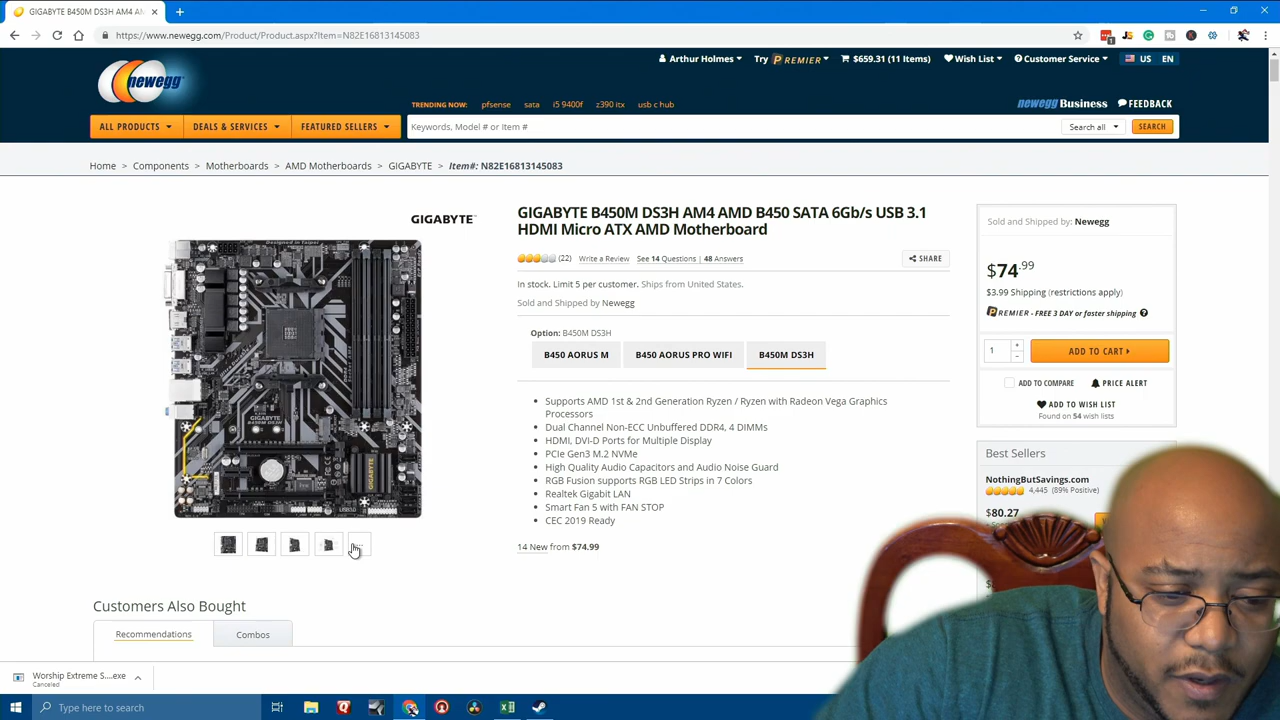 GIGABYTE B450M DS3H AM4 AM
https://www.newegg.com/Product/Product.aspx?Item=N82E16813145083
1
newegg
Arthur Holmes
Try PREMIER
$659.31 (11 Items)
Wish List
Customer Service
US EN
TRENDING NOW: pfsense sata i5 9400f z390 itx usb c hub
newegg Business
FEEDBACK
ALL PRODUCTS
DEALS & SERVICES
FEATURED SELLERS
Keywords, Model # or Item #
Search all
SEARCH
Home > Components > Motherboards > AMD Motherboards > GIGABYTE > Item#: N82E16813145083
GIGABYTE
GIGABYTE B450M DS3H AM4 AMD B450 SATA 6Gb/s USB 3.1
HDMI Micro ATX AMD Motherboard
(22) Write a Review See 14 Questions | 48 Answers
SHARE
In stock. Limit 5 per customer. Ships from United States.
Sold and Shipped by Newegg
Option: B450M DS3H
B450 AORUS M
B450 AORUS PRO WIFI
B450M DS3H
Supports AMD 1st & 2nd Generation Ryzen / Ryzen with Radeon Vega Graphics
Processors
Dual Channel Non-ECC Unbuffered DDR4, 4 DIMMs
HDMI, DVI-D Ports for Multiple Display
PCIe Gen3 M.2 NVMe
High Quality Audio Capacitors and Audio Noise Guard
RGB Fusion supports RGB LED Strips in 7 Colors
Realtek Gigabit LAN
Smart Fan 5 with FAN STOP
CEC 2019 Ready
14 New from $74.99
Sold and Shipped by: Newegg
$74.99
$3.99 Shipping (restrictions apply)
PREMIER - FREE 3 DAY or faster shipping
1
ADD TO CART
ADD TO COMPARE
PRICE ALERT
ADD TO WISH LIST
Found on 54 wish lists
Best Sellers
NothingButSavings.com
4,445 (89% Positive)
$80.27
Designed in Taipei
GIGABYTE
B450M DS3H
GIGABYTE
Customers Also Bought
Recommendations
Combos
Worship Extreme S....exe
Canceled
Type here to search